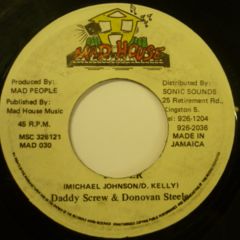 MAD HOUSE
Produced By:
MAD PEOPLE
Published By:
Mad House Music
45 R.P.M.
MSC 326121
MAD 030
Distributed By:
SONIC SOUNDS
25 Retirement Rd.,
Kingston 5.
Tel: 926-1204
926-2036
MADE IN
JAMAICA
(MICHAEL JOHNSON/D. KELLY)
Daddy Screw & Donovan Steele